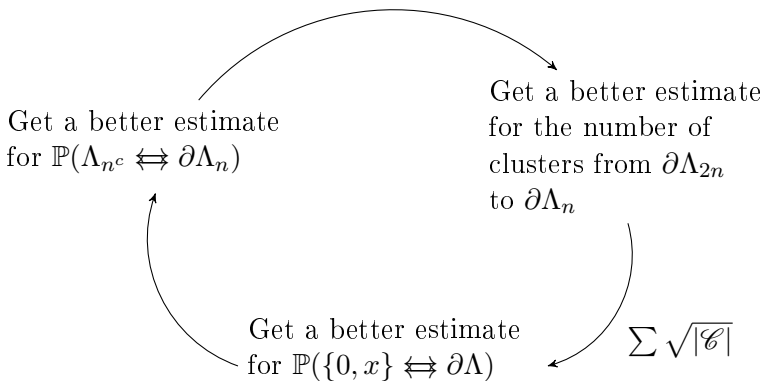 Get a better estimate
for ℙ(Λ_{n^c} ⇎ ∂Λ_n)
Get a better estimate
for the number of
clusters from ∂Λ_{2n}
to ∂Λ_n
Get a better estimate
for ℙ({0, x} ⇎ ∂Λ)
∑ √|𝒞|